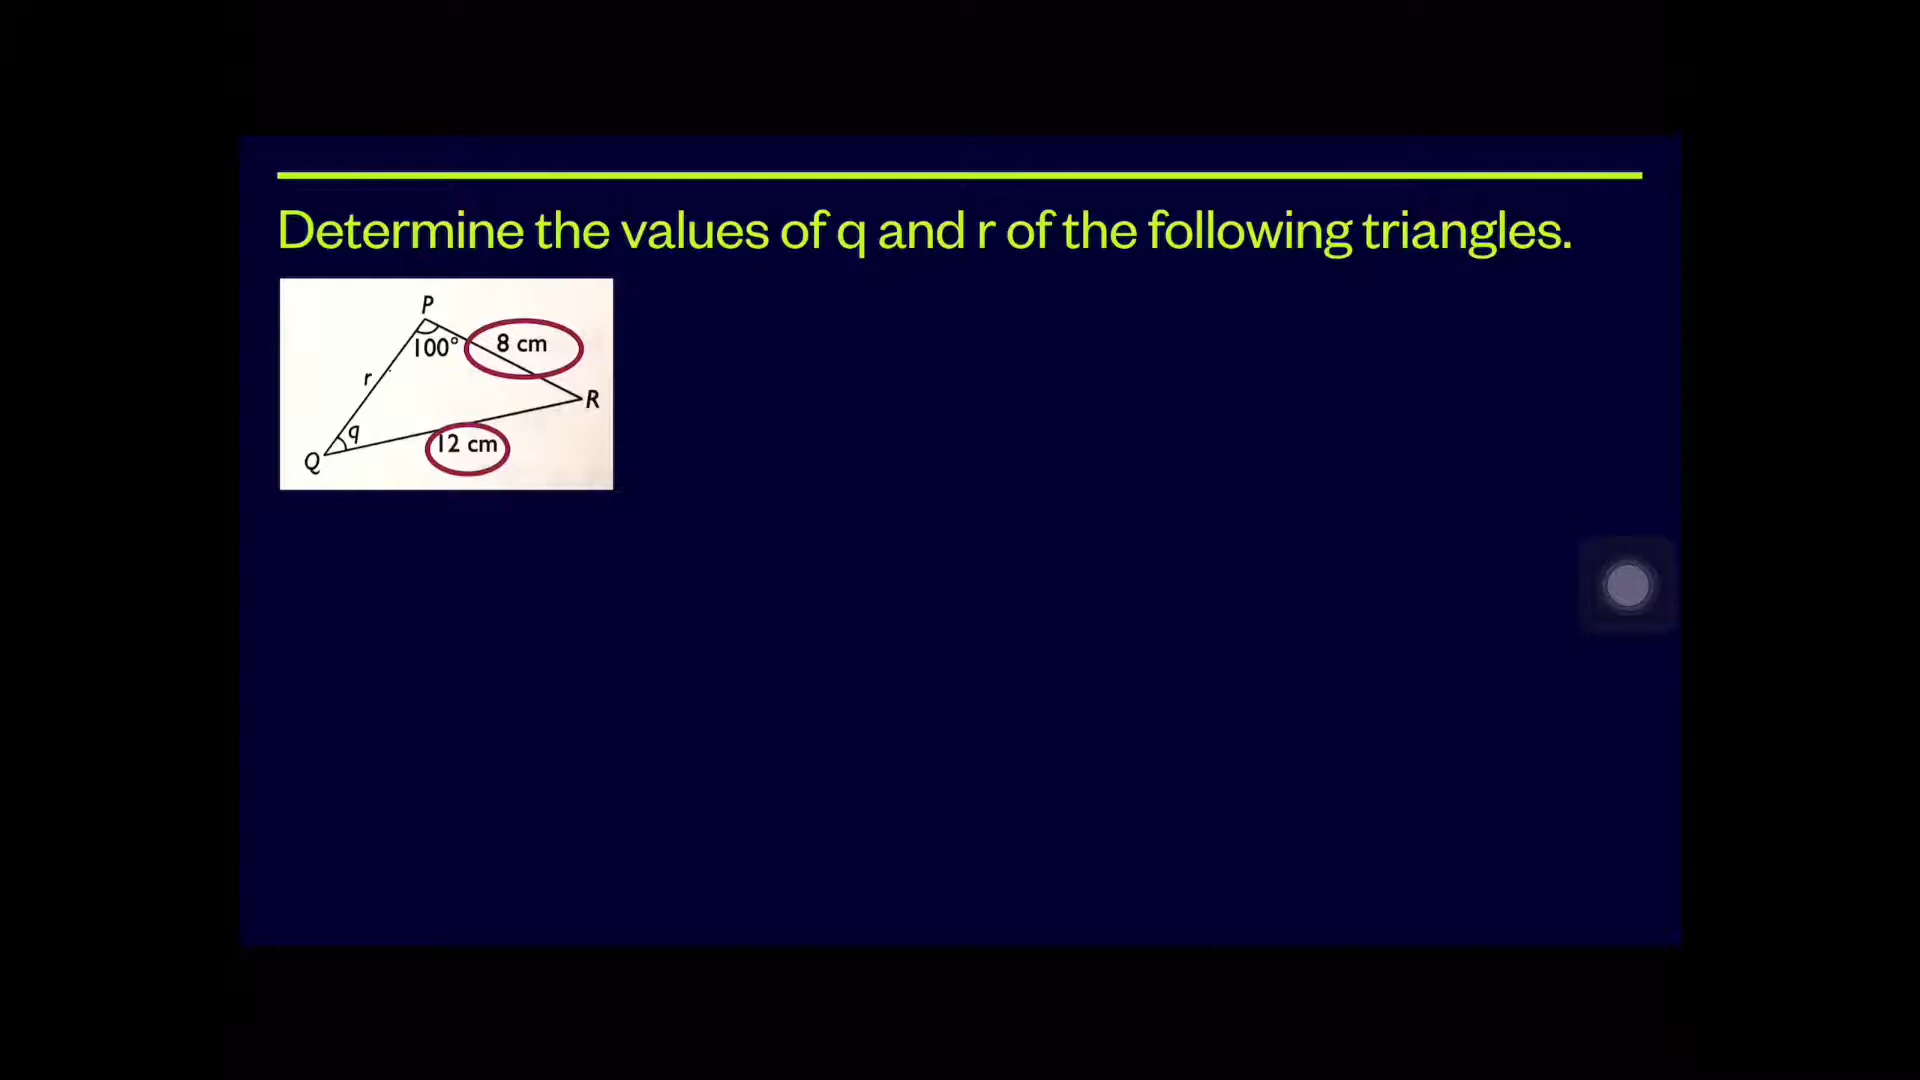 Determine the values of q and r of the following triangles.
P
100°
8 cm
r
R
q
12 cm
Q